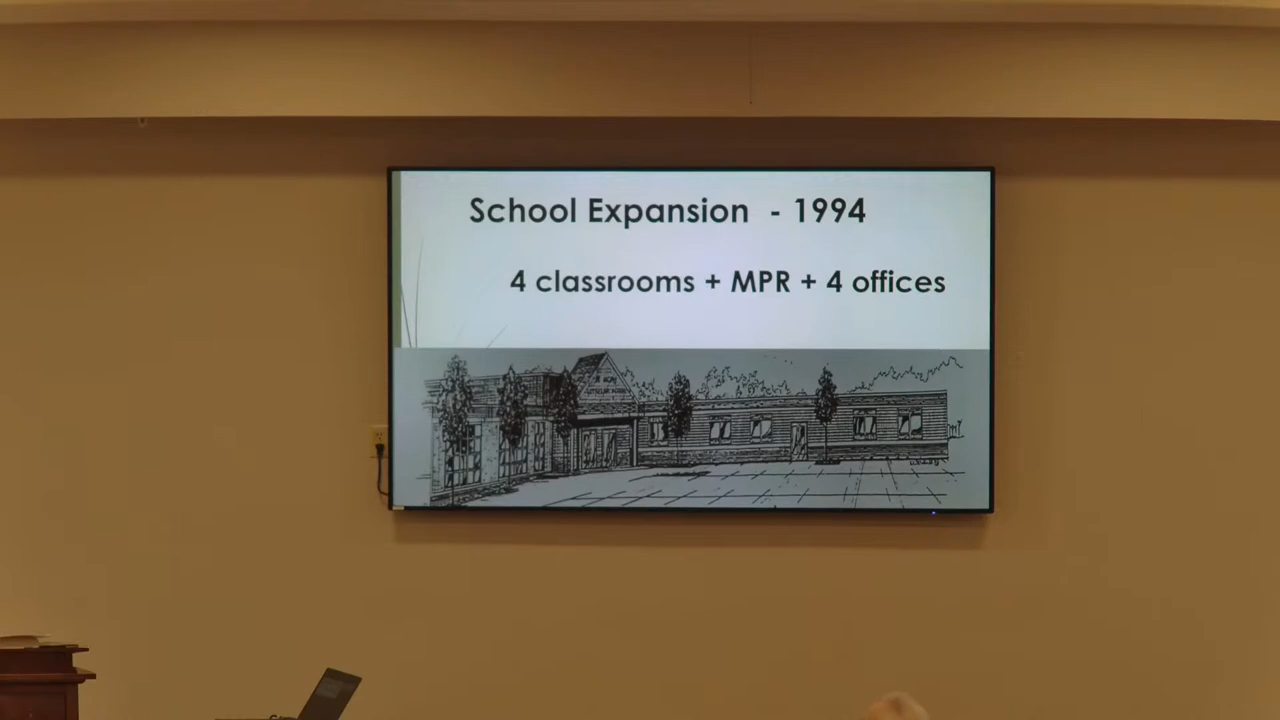 School Expansion - 1994
4 classrooms + MPR + 4 offices